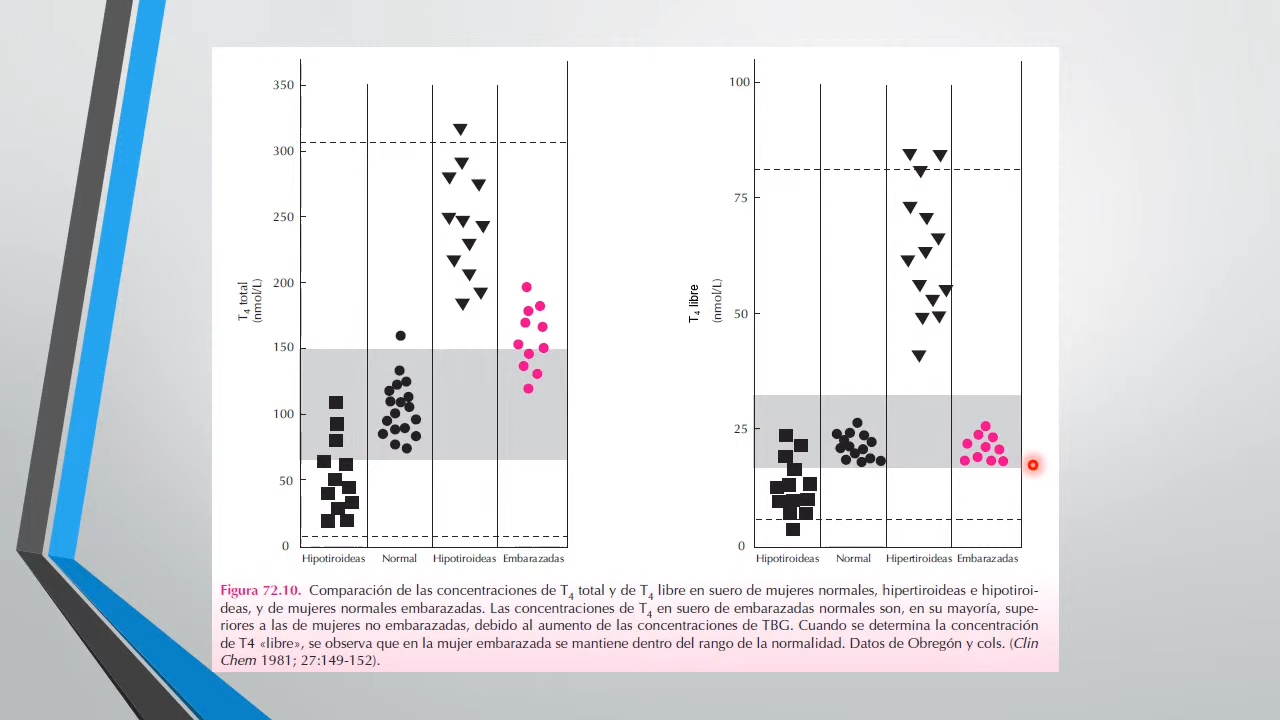 350
300
250
200
150
100
50
0
T4 total
(nmol/L)
Hipotiroideas Normal Hipotiroideas Embarazadas
100
75
50
25
0
T4 libre
(nmol/L)
Hipotiroideas Normal Hipertiroideas Embarazadas
Figura 72.10. Comparación de las concentraciones de T4 total y de T4 libre en suero de mujeres normales, hipertiroideas e hipotiroi-
deas, y de mujeres normales embarazadas. Las concentraciones de T4 en suero de embarazadas normales son, en su mayoría, supe-
riores a las de mujeres no embarazadas, debido al aumento de las concentraciones de TBG. Cuando se determina la concentración
de T4 «libre», se observa que en la mujer embarazada se mantiene dentro del rango de la normalidad. Datos de Obregón y cols. (Clin
Chem 1981; 27:149-152).